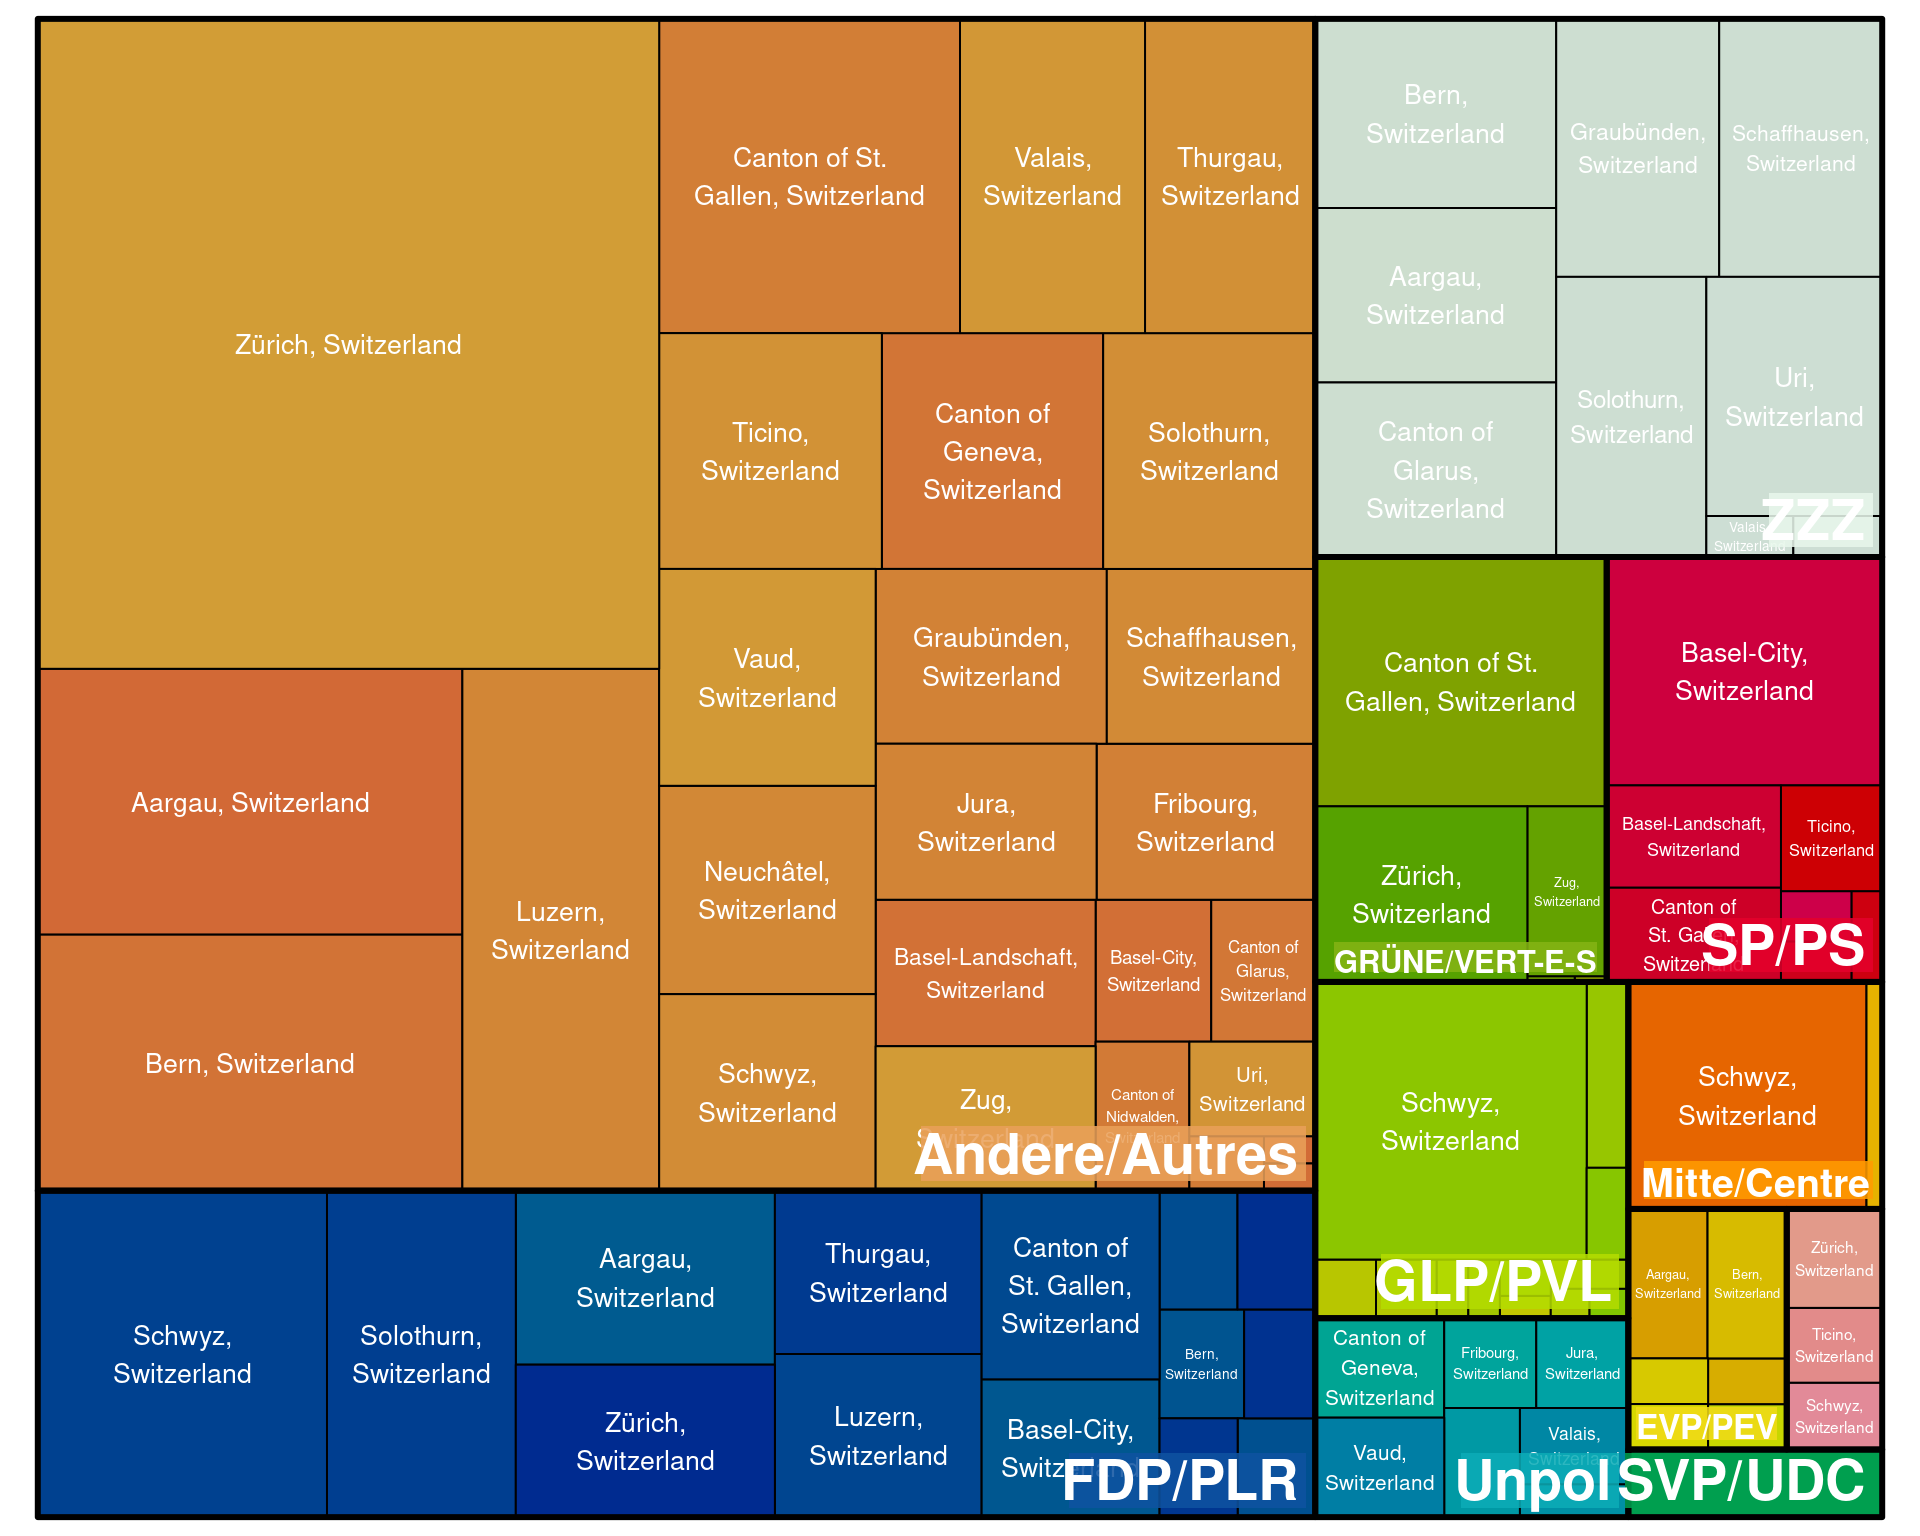 Zürich, Switzerland
Aargau, Switzerland
Bern, Switzerland
Luzern,
Switzerland
Canton of St.
Gallen, Switzerland
Valais,
Switzerland
Thurgau,
Switzerland
Ticino,
Switzerland
Canton of
Geneva,
Switzerland
Solothurn,
Switzerland
Vaud,
Switzerland
Graubünden,
Switzerland
Schaffhausen,
Switzerland
Neuchâtel,
Switzerland
Jura,
Switzerland
Fribourg,
Switzerland
Schwyz,
Switzerland
Basel-Landschaft,
Switzerland
Basel-City,
Switzerland
Canton of
Glarus,
Switzerland
Zug,
Switzerland
Canton of
Nidwalden,
Switzerland
Uri,
Switzerland
Andere/Autres
Schwyz,
Switzerland
Solothurn,
Switzerland
Aargau,
Switzerland
Zürich,
Switzerland
Thurgau,
Switzerland
Luzern,
Switzerland
Canton of
St. Gallen,
Switzerland
Basel-City,
Switzerland
Bern,
Switzerland
FDP/PLR
Bern,
Switzerland
Aargau,
Switzerland
Canton of
Glarus,
Switzerland
Graubünden,
Switzerland
Schaffhausen,
Switzerland
Solothurn,
Switzerland
Uri,
Switzerland
Valais,
Switzerland
ZZZ
Canton of St.
Gallen, Switzerland
Zürich,
Switzerland
Zug,
Switzerland
GRÜNE/VERT-E-S
Basel-City,
Switzerland
Basel-Landschaft,
Switzerland
Ticino,
Switzerland
Canton of
St. Gallen,
Switzerland
SP/PS
Schwyz,
Switzerland
GLP/PVL
Schwyz,
Switzerland
Mitte/Centre
Aargau,
Switzerland
Bern,
Switzerland
EVP/PEV
Zürich,
Switzerland
Ticino,
Switzerland
Schwyz,
Switzerland
Canton of
Geneva,
Switzerland
Fribourg,
Switzerland
Jura,
Switzerland
Vaud,
Switzerland
Valais,
Switzerland
Unpol
SVP/UDC